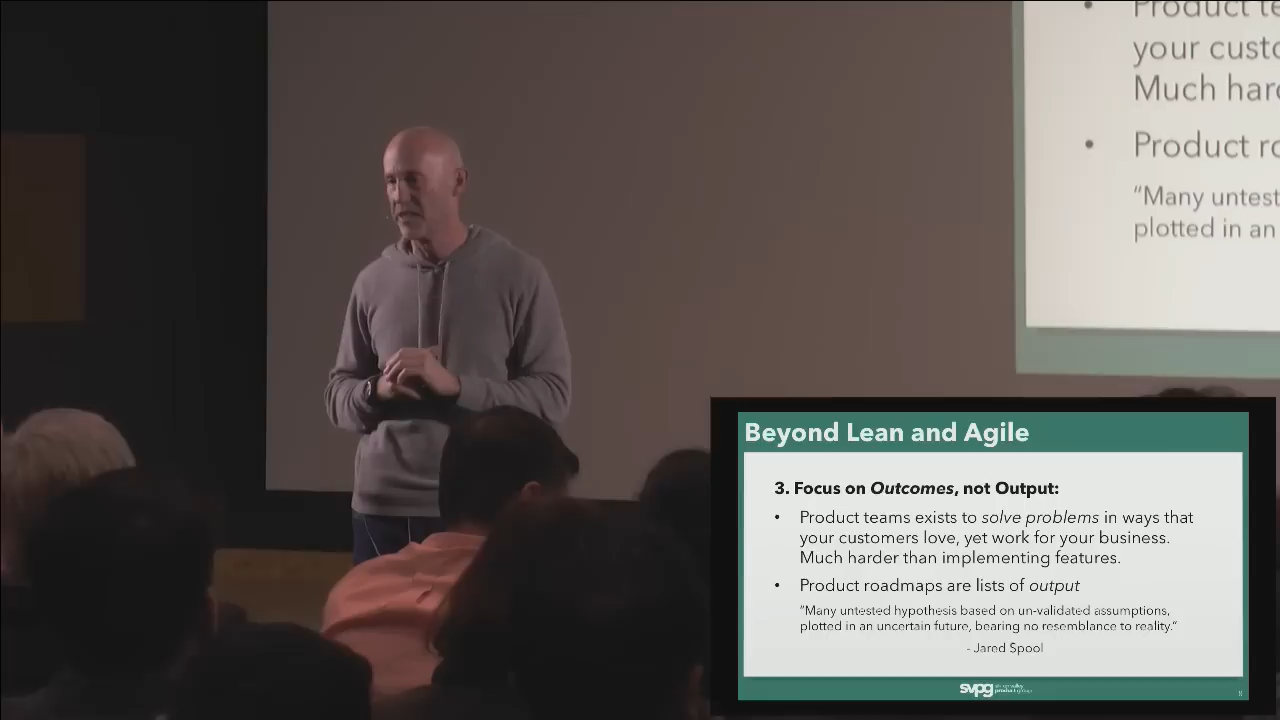 Product te
your custo
Much hard
• Product ro
“Many untest
plotted in an
Beyond Lean and Agile
3. Focus on Outcomes, not Output:
• Product teams exists to solve problems in ways that
your customers love, yet work for your business.
Much harder than implementing features.
• Product roadmaps are lists of output
“Many untested hypothesis based on un-validated assumptions,
plotted in an uncertain future, bearing no resemblance to reality.”
- Jared Spool
svpg
product group